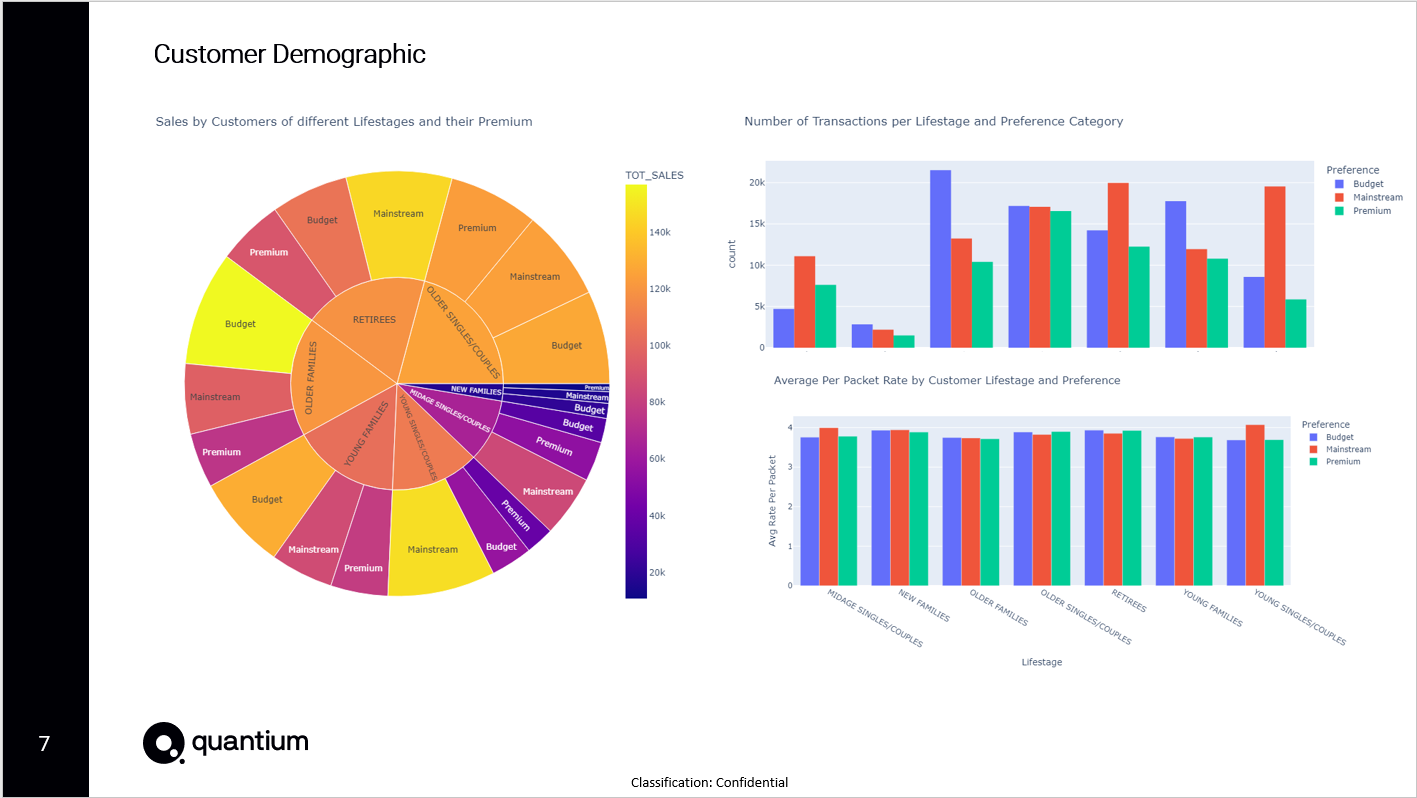 Customer Demographic
Sales by Customers of different Lifestages and their Premium
TOT_SALES
140k
120k
100k
80k
60k
40k
20k
RETIREES
Premium
Budget
Mainstream
OLDER SINGLES/COUPLES
Premium
Mainstream
Budget
NEW FAMILIES
Premium
Mainstream
Budget
MIDAGE SINGLES/COUPLES
Budget
Premium
Mainstream
YOUNG SINGLES/COUPLES
Premium
Budget
Mainstream
YOUNG FAMILIES
Premium
Mainstream
Budget
OLDER FAMILIES
Premium
Mainstream
Budget
Number of Transactions per Lifestage and Preference Category
count
20k
15k
10k
5k
0
Preference
Budget
Mainstream
Premium
Average Per Packet Rate by Customer Lifestage and Preference
Avg Rate Per Packet
4
3
2
1
0
Preference
Budget
Mainstream
Premium
MIDAGE SINGLES/COUPLES
NEW FAMILIES
OLDER FAMILIES
OLDER SINGLES/COUPLES
RETIREES
YOUNG FAMILIES
YOUNG SINGLES/COUPLES
Lifestage
7
quantium
Classification: Confidential